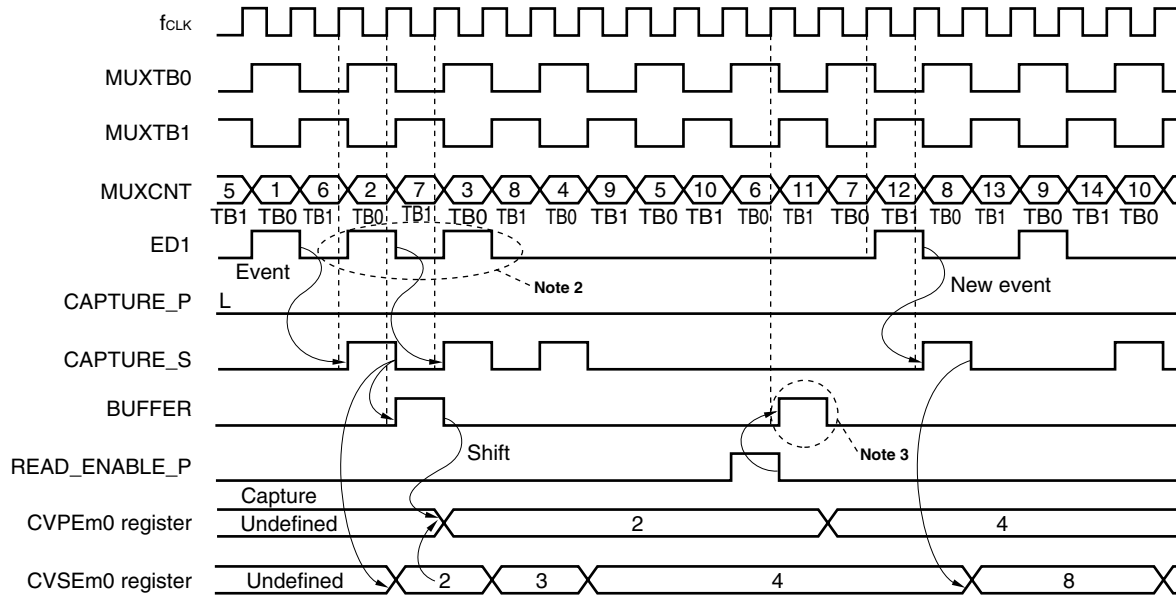 fCLK
MUXTB0
MUXTB1
MUXCNT 5 1 6 2 7 3 8 4 9 5 10 6 11 7 12 8 13 9 14 10
TB1 TB0 TB1 TB0 TB1 TB0 TB1 TB0 TB1 TB0 TB1 TB0 TB1 TB0 TB1 TB0 TB1 TB0 TB1 TB0
ED1
Event
Note 2
New event
CAPTURE_P L
CAPTURE_S
BUFFER
Shift
Note 3
READ_ENABLE_P
Capture
CVPEm0 register Undefined 2 4
CVSEm0 register Undefined 2 3 4 8